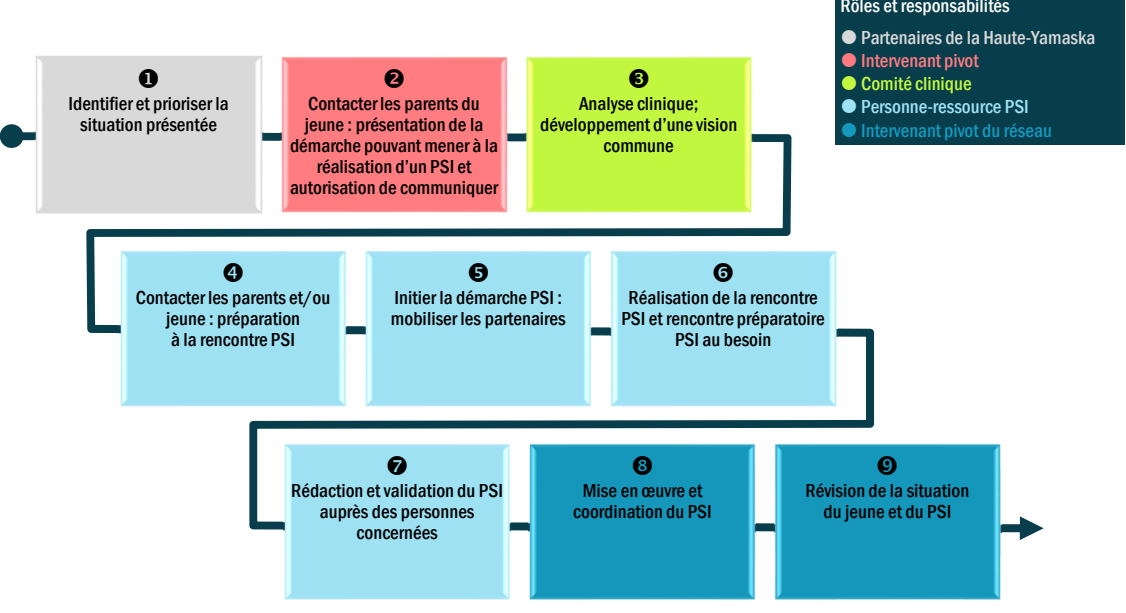 Rôles et responsabilités
Partenaires de la Haute-Yamaska
Intervenant pivot
Comité clinique
Personne-ressource PSI
Intervenant pivot du réseau
❶
Identifier et prioriser la
situation présentée
❷
Contacter les parents du
jeune : présentation de la
démarche pouvant mener à la
réalisation d'un PSI et
autorisation de communiquer
❸
Analyse clinique;
développement d'une vision
commune
❹
Contacter les parents et/ou
jeune : préparation
à la rencontre PSI
❺
Initier la démarche PSI :
mobiliser les partenaires
❻
Réalisation de la rencontre
PSI et rencontre préparatoire
PSI au besoin
❼
Rédaction et validation du PSI
auprès des personnes
concernées
❽
Mise en œuvre et
coordination du PSI
❾
Révision de la situation
du jeune et du PSI